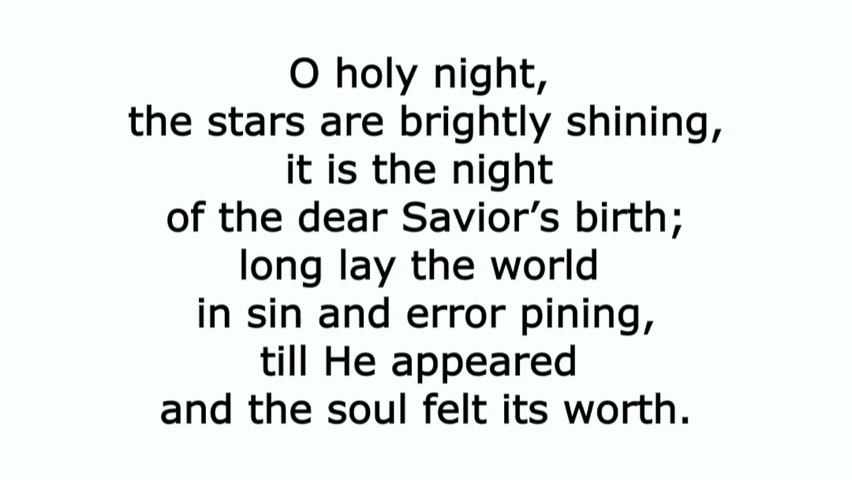 O holy night,
the stars are brightly shining,
it is the night
of the dear Savior’s birth;
long lay the world
in sin and error pining,
till He appeared
and the soul felt its worth.